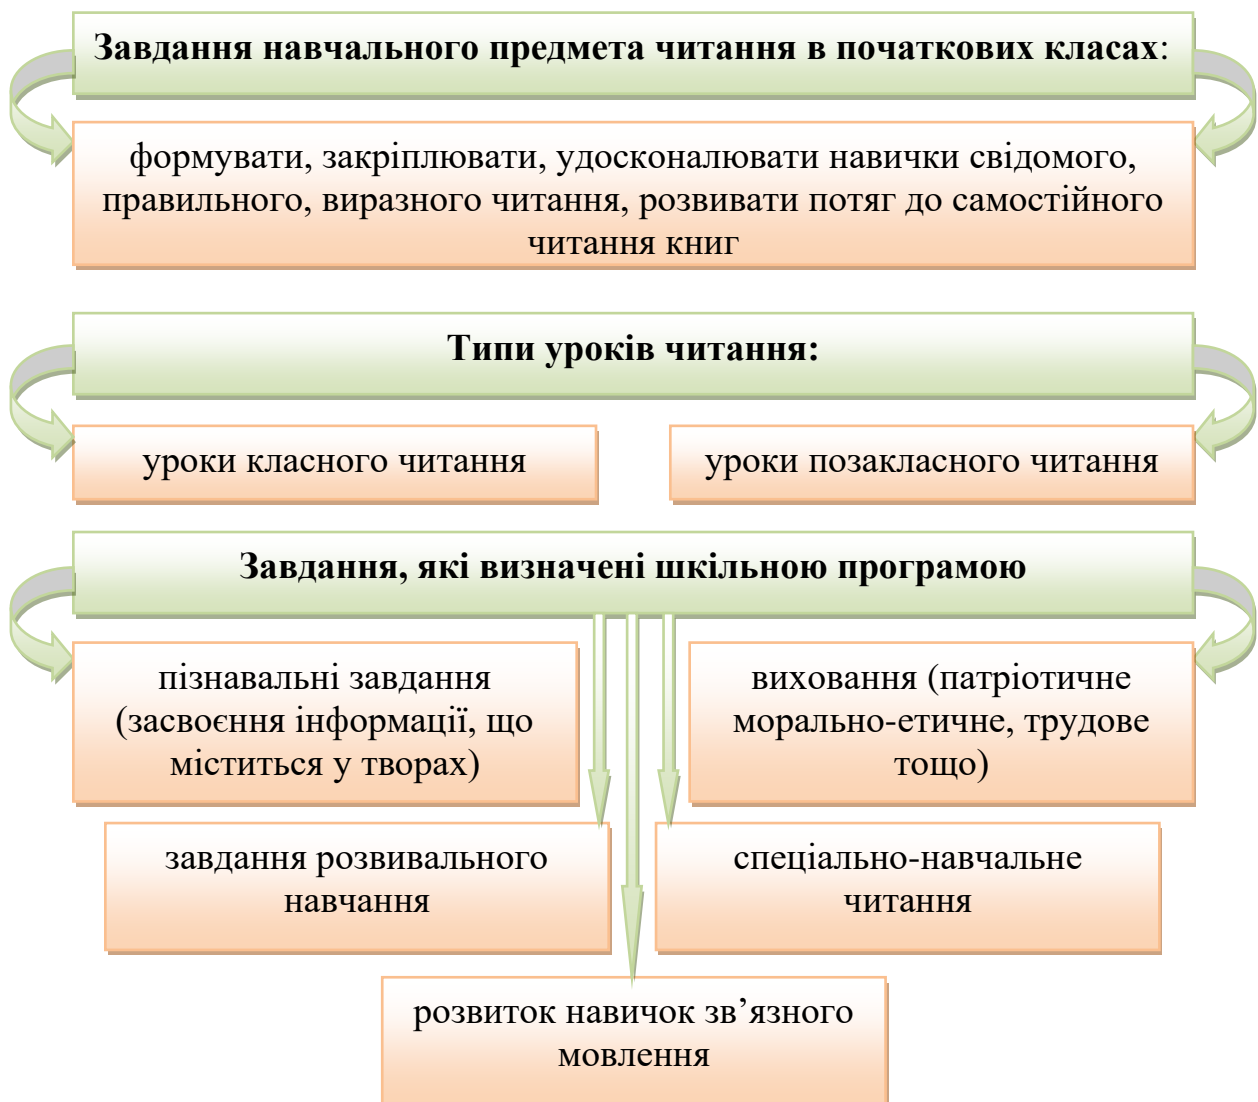 Завдання навчального предмета читання в початкових класах:
формувати, закріплювати, удосконалювати навички свідомого,
правильного, виразного читання, розвивати потяг до самостійного
читання книг
Типи уроків читання:
уроки класного читання
уроки позакласного читання
Завдання, які визначені шкільною програмою
пізнавальні завдання
(засвоєння інформації, що
міститься у творах)
виховання (патріотичне
морально-етичне, трудове
тощо)
завдання розвивального
навчання
спеціально-навчальне
читання
розвиток навичок зв’язного
мовлення